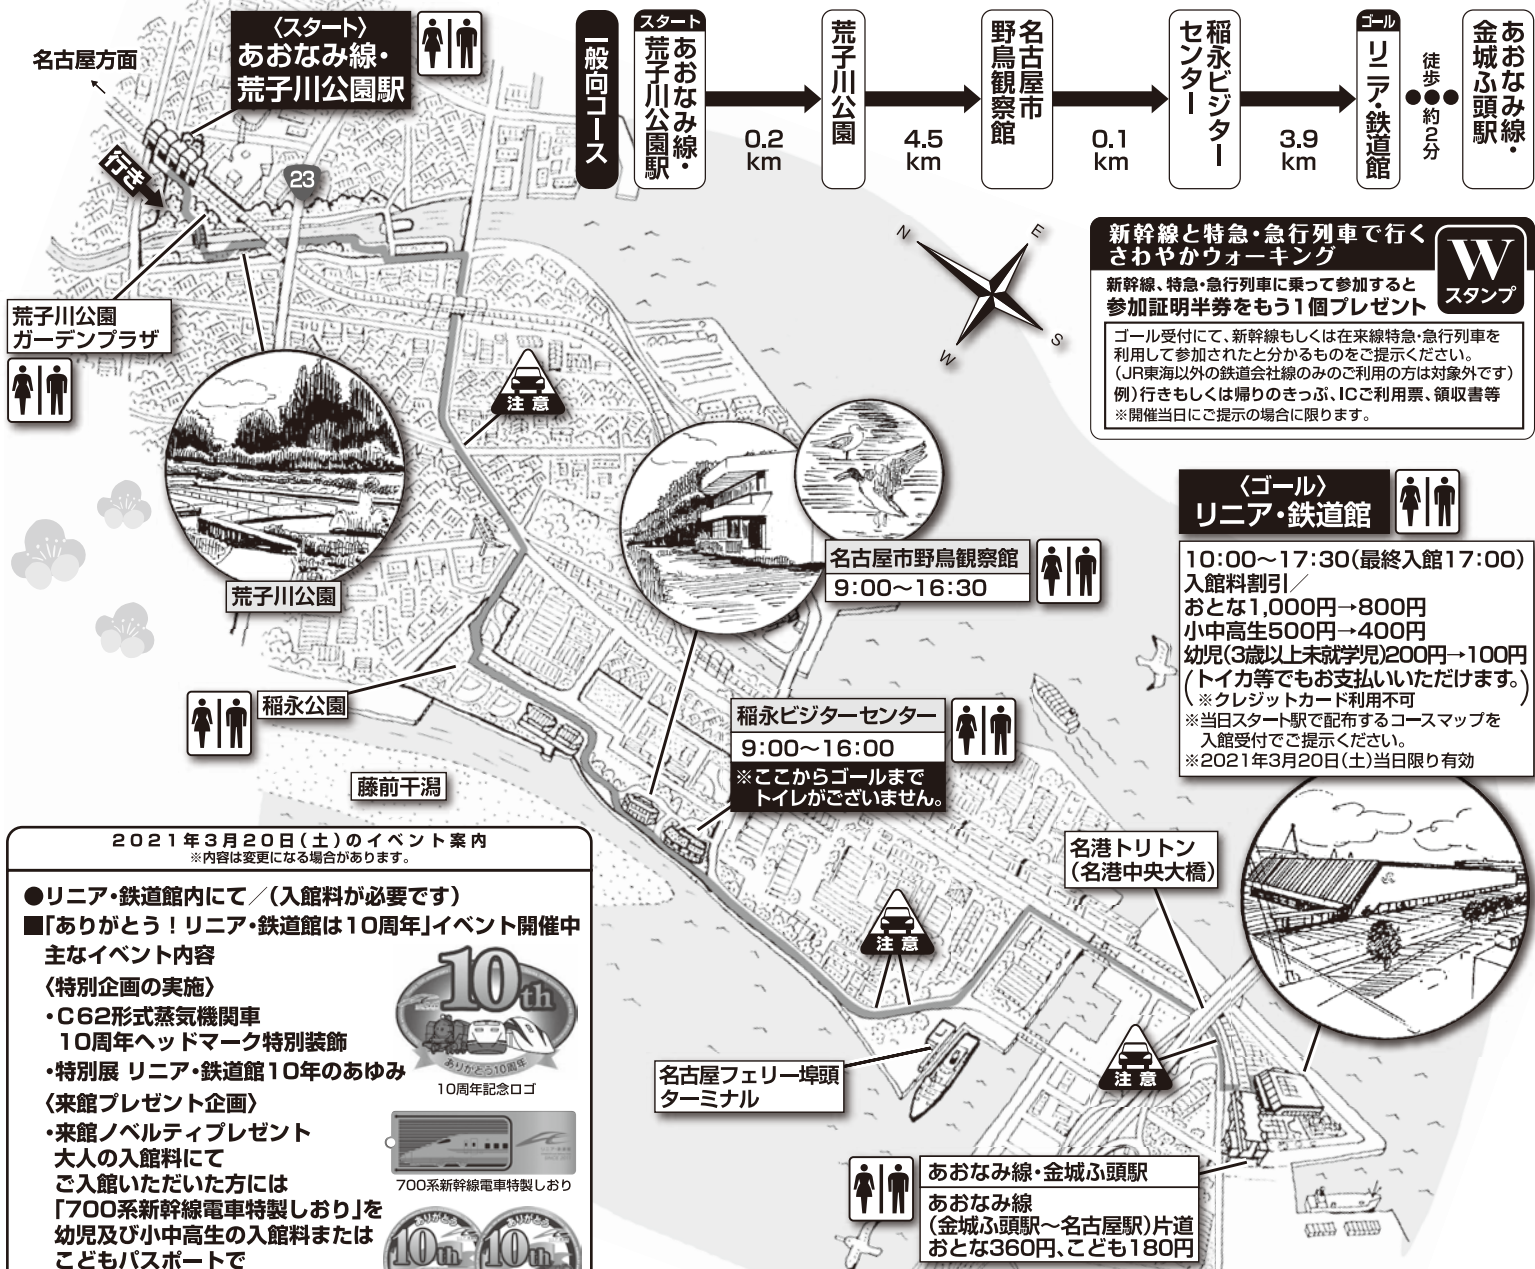 名古屋方面
〈スタート〉
あおなみ線・
荒子川公園駅
一般向コース
スタート
あおなみ線・
荒子川公園駅
0.2
km
荒子川公園
4.5
km
名古屋市
野鳥観察館
0.1
km
稲永ビジター
センター
3.9
km
ゴール
リニア・鉄道館
徒歩
約2分
あおなみ線・
金城ふ頭駅
行き
23
N
E
W
S
新幹線と特急・急行列車で行く
さわやかウォーキング
W
スタンプ
新幹線、特急・急行列車に乗って参加すると
参加証明半券をもう1個プレゼント
ゴール受付にて、新幹線もしくは在来線特急・急行列車を
利用して参加されたと分かるものをご提示ください。
(JR東海以外の鉄道会社線のみのご利用の方は対象外です)
例)行きもしくは帰りのきっぷ、ICご利用票、領収書等
※開催当日にご提示の場合に限ります。
荒子川公園
ガーデンプラザ
注意
荒子川公園
名古屋市野鳥観察館
9:00〜16:30
〈ゴール〉
リニア・鉄道館
10:00〜17:30(最終入館17:00)
入館料割引／
おとな1,000円→800円
小中高生500円→400円
幼児(3歳以上未就学児)200円→100円
(トイカ等でもお支払いいただけます。
※クレジットカード利用不可)
※当日スタート駅で配布するコースマップを
入館受付でご提示ください。
※2021年3月20日(土)当日限り有効
稲永公園
稲永ビジターセンター
9:00〜16:00
※ここからゴールまで
トイレがございません。
藤前干潟
名港トリトン
(名港中央大橋)
注意
注意
名古屋フェリー埠頭
ターミナル
あおなみ線・金城ふ頭駅
あおなみ線
(金城ふ頭駅〜名古屋駅)片道
おとな360円、こども180円
2021年3月20日(土)のイベント案内
※内容は変更になる場合があります。
●リニア・鉄道館内にて／(入館料が必要です)
■「ありがとう！リニア・鉄道館は10周年」イベント開催中
主なイベント内容
〈特別企画の実施〉
・C62形式蒸気機関車
10周年ヘッドマーク特別装飾
・特別展 リニア・鉄道館10年のあゆみ
10th
ありがとう10周年
10周年記念ロゴ
〈来館プレゼント企画〉
・来館ノベルティプレゼント
大人の入館料にて
ご入館いただいた方には
「700系新幹線電車特製しおり」を
幼児及び小中高生の入館料または
こどもパスポートで
700系新幹線電車特製しおり
ありがとう
10th
ありがとう
10th